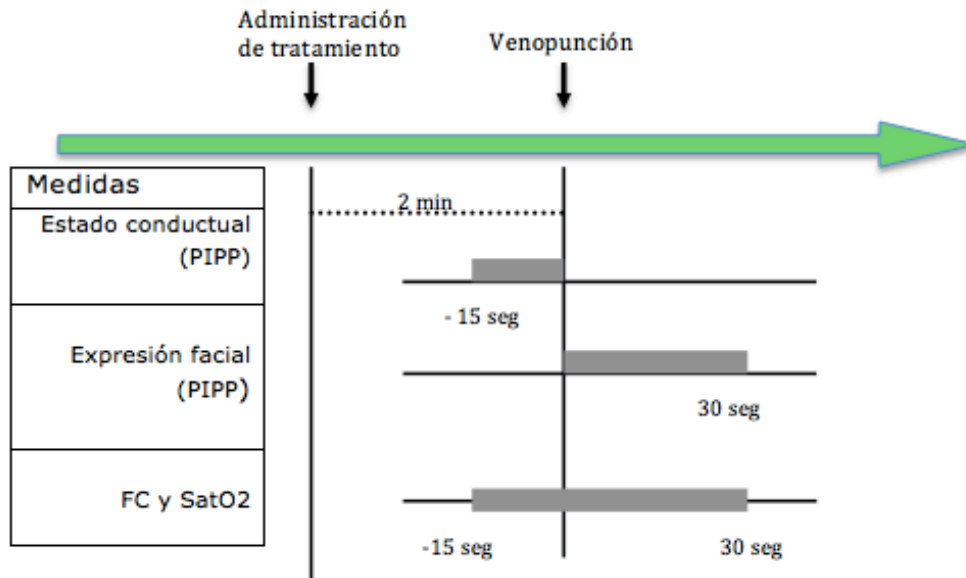 Administración
de tratamiento
Venopunción
Medidas
2 min
Estado conductual
(PIPP)
- 15 seg
Expresión facial
(PIPP)
30 seg
FC y SatO2
-15 seg
30 seg